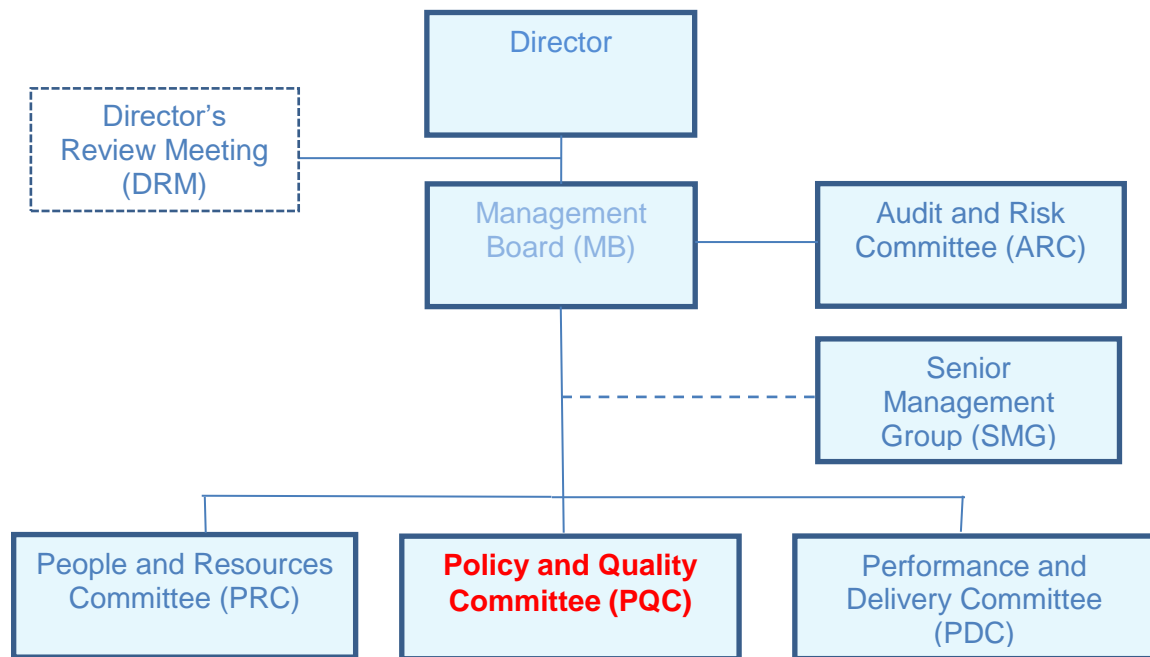 Director
Director’s
Review Meeting
(DRM)
Management
Board (MB)
Audit and Risk
Committee (ARC)
Senior
Management
Group (SMG)
People and Resources
Committee (PRC)
Policy and Quality
Committee (PQC)
Performance and
Delivery Committee
(PDC)